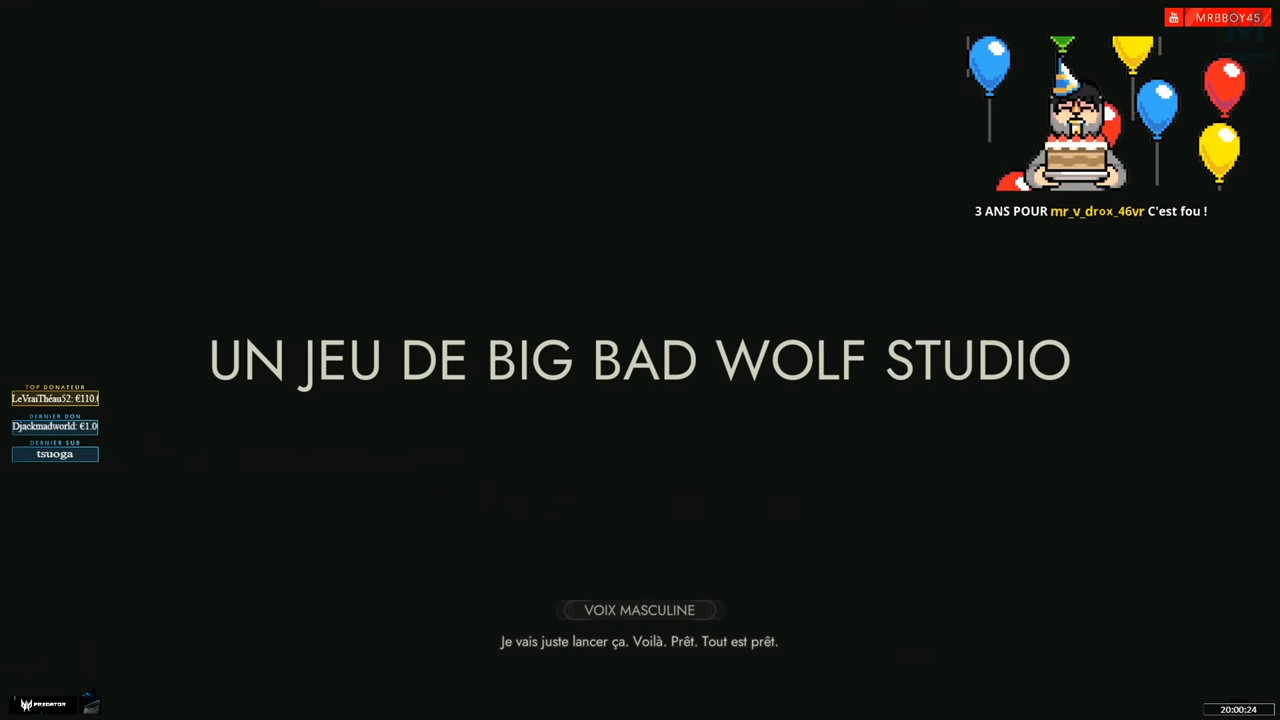 MRBBOY45
3 ANS POUR mr_v_drox_46vr C'est fou !
UN JEU DE BIG BAD WOLF STUDIO
TOP DONATEUR
LeVraiThéau52: €110.
DERNIER DON
Djackmadworld: €1.0
DERNIER SUB
tsuoga
VOIX MASCULINE
Je vais juste lancer ça. Voilà. Prêt. Tout est prêt.
PREDATOR
20:00:24